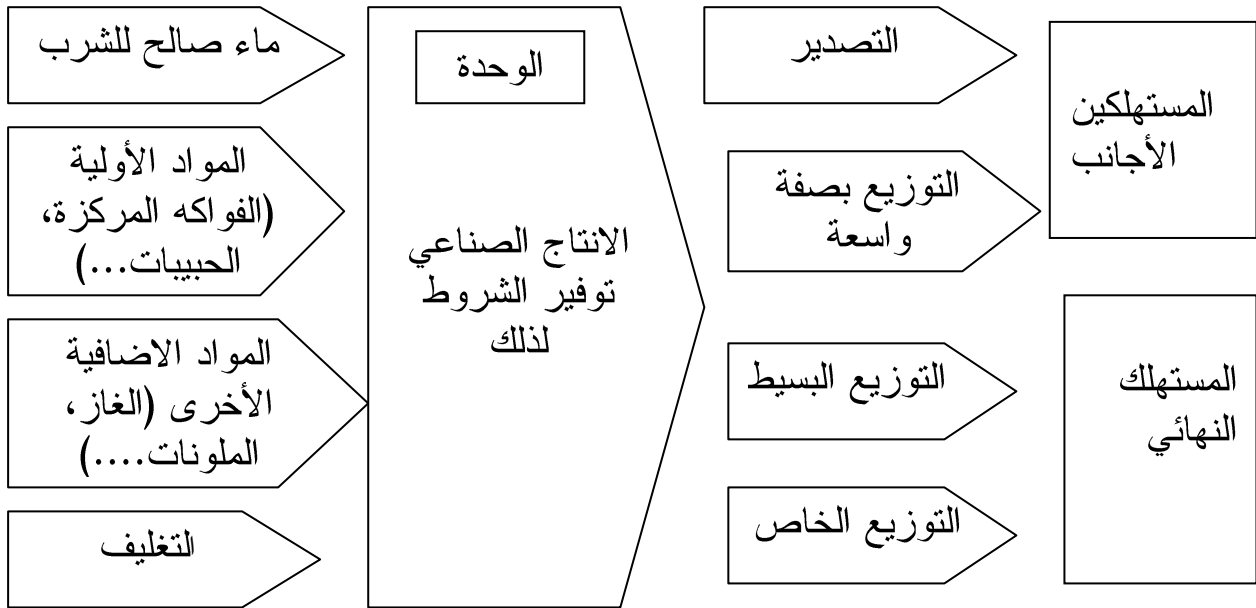 ماء صالح للشرب
المواد الأولية
(الفواكه المركزة،
الحبيبات...)
المواد الاضافية
الأخرى (الغاز،
الملونات....)
التغليف
الوحدة
الانتاج الصناعي
توفير الشروط
لذلك
التصدير
التوزيع بصفة
واسعة
التوزيع البسيط
التوزيع الخاص
المستهلكين
الأجانب
المستهلك
النهائي